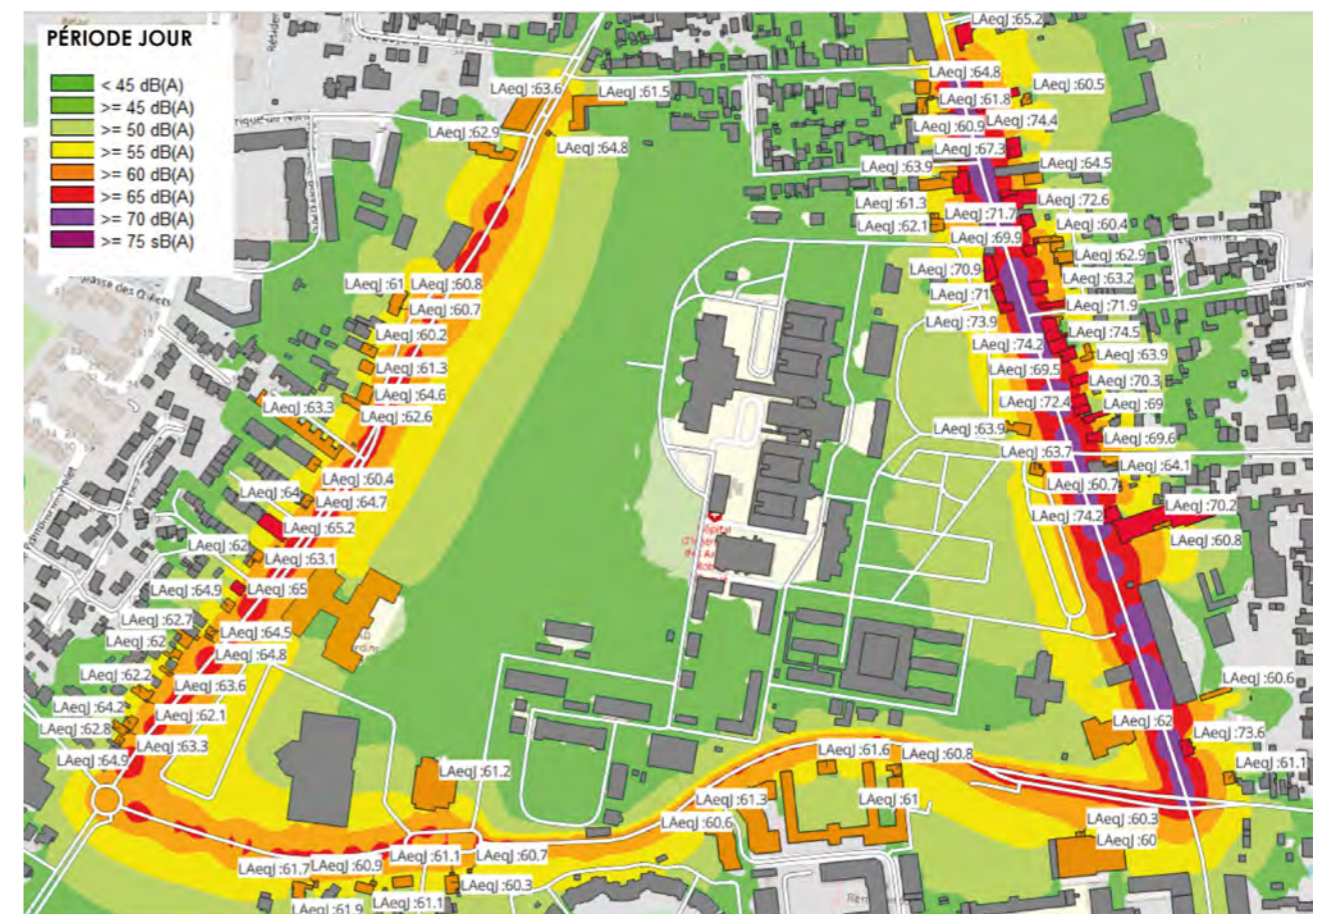 PÉRIODE JOUR
< 45 dB(A)
>= 45 dB(A)
>= 50 dB(A)
>= 55 dB(A)
>= 60 dB(A)
>= 65 dB(A)
>= 70 dB(A)
>= 75 sB(A)
LAeqJ :65.2
LAeqJ :64.8
LAeqJ :60.5
LAeqJ :63.6
LAeqJ :61.5
LAeqJ :61.8
LAeqJ :74.4
LAeqJ :60.9
LAeqJ :62.9
LAeqJ :64.8
LAeqJ :67.3
LAeqJ :63.9
LAeqJ :64.5
LAeqJ :61.3
LAeqJ :72.6
LAeqJ :71.7
LAeqJ :62.1
LAeqJ :60.4
LAeqJ :69.9
LAeqJ :62.9
LAeqJ :70.9
LAeqJ :63.2
LAeqJ :61
LAeqJ :60.8
LAeqJ :71
LAeqJ :71.9
LAeqJ :60.7
LAeqJ :73.9
LAeqJ :74.5
LAeqJ :60.2
LAeqJ :74.2
LAeqJ :63.9
LAeqJ :61.3
LAeqJ :69.5
LAeqJ :70.3
LAeqJ :64.6
LAeqJ :72.4
LAeqJ :69
LAeqJ :63.3
LAeqJ :62.6
LAeqJ :63.9
LAeqJ :69.6
LAeqJ :63.7
LAeqJ :64.1
LAeqJ :60.4
LAeqJ :60.7
LAeqJ :64
LAeqJ :64.7
LAeqJ :70.2
LAeqJ :74.2
LAeqJ :65.2
LAeqJ :60.8
LAeqJ :62
LAeqJ :63.1
LAeqJ :64.9
LAeqJ :65
LAeqJ :62.7
LAeqJ :64.5
LAeqJ :62
LAeqJ :64.8
LAeqJ :62.2
LAeqJ :63.6
LAeqJ :60.6
LAeqJ :64.2
LAeqJ :62.1
LAeqJ :62
LAeqJ :62.8
LAeqJ :73.6
LAeqJ :63.3
LAeqJ :61.6
LAeqJ :60.8
LAeqJ :64.9
LAeqJ :61.1
LAeqJ :61.2
LAeqJ :61.3
LAeqJ :61
LAeqJ :60.6
LAeqJ :60.3
LAeqJ :60
LAeqJ :61.1
LAeqJ :60.7
LAeqJ :61.7
LAeqJ :60.9
LAeqJ :60.3
LAeqJ :61.9
LAeqJ :61.1